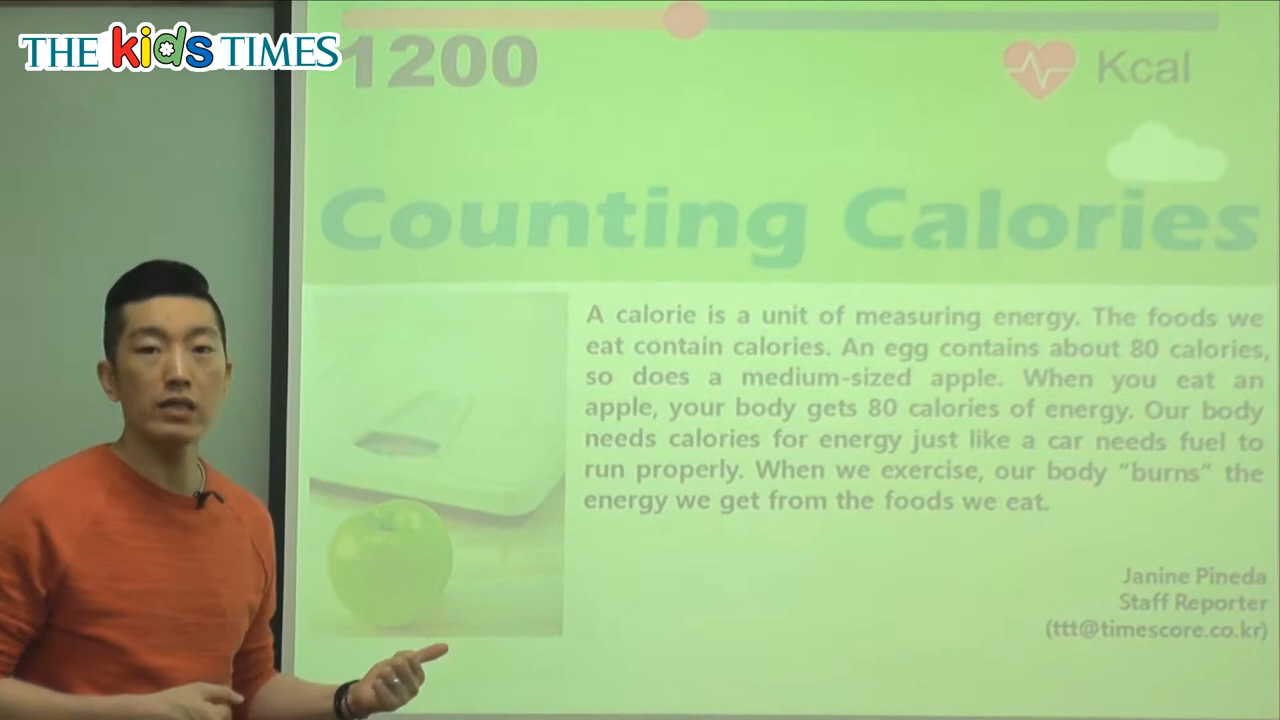 THE kids TIMES
1200
Kcal
Counting Calories
A calorie is a unit of measuring energy. The foods we
eat contain calories. An egg contains about 80 calories,
so does a medium-sized apple. When you eat an
apple, your body gets 80 calories of energy. Our body
needs calories for energy just like a car needs fuel to
run properly. When we exercise, our body “burns” the
energy we get from the foods we eat.
Janine Pineda
Staff Reporter
(ttt@timescore.co.kr)